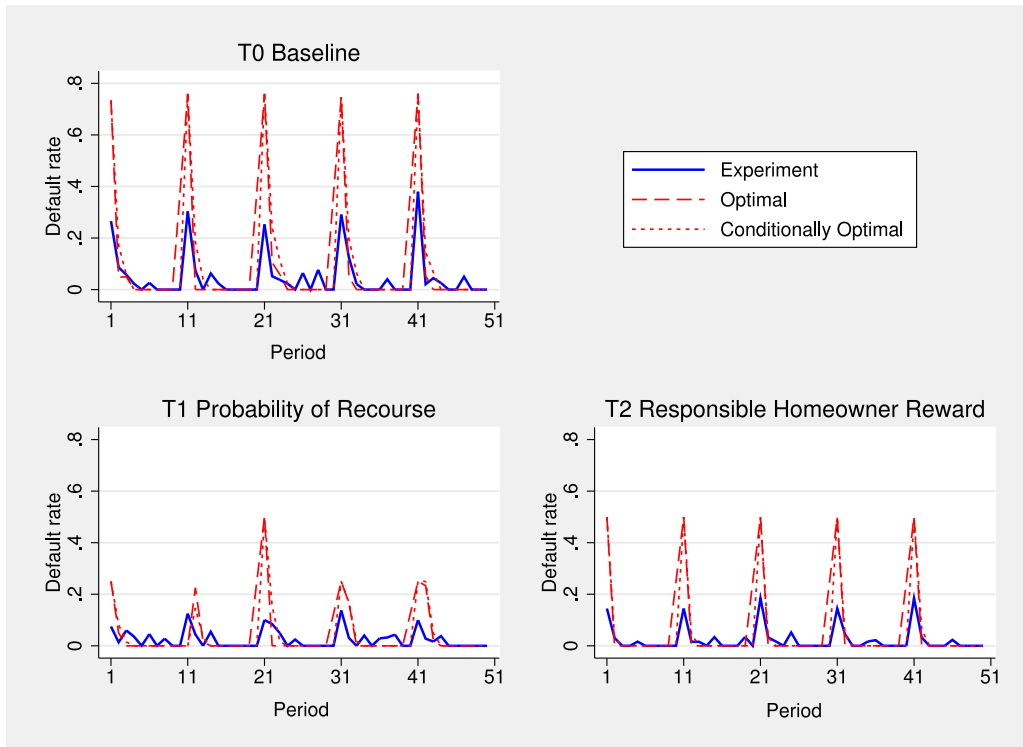 T0 Baseline
Default rate
.8
.6
.4
.2
0
1 11 21 31 41 51
Period
Experiment
Optimal
Conditionally Optimal
T1 Probability of Recourse
Default rate
.8
.6
.4
.2
0
1 11 21 31 41 51
Period
T2 Responsible Homeowner Reward
Default rate
.8
.6
.4
.2
0
1 11 21 31 41 51
Period